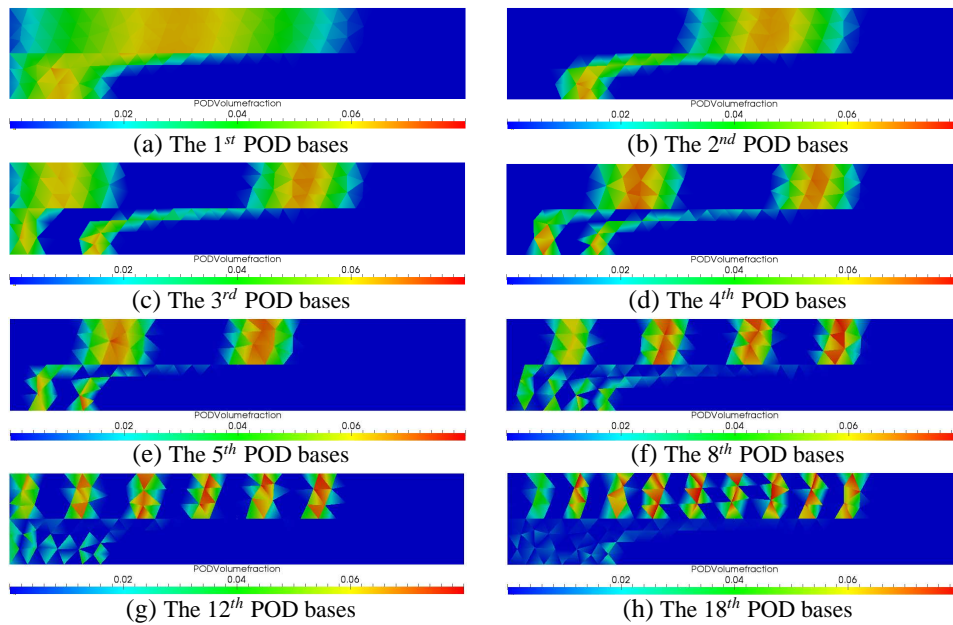 PODVolumefraction
0.02 0.04 0.06
(a) The 1st POD bases
PODVolumefraction
0.02 0.04 0.06
(b) The 2nd POD bases
PODVolumefraction
0.02 0.04 0.06
(c) The 3rd POD bases
PODVolumefraction
0.02 0.04 0.06
(d) The 4th POD bases
PODVolumefraction
0.02 0.04 0.06
(e) The 5th POD bases
PODVolumefraction
0.02 0.04 0.06
(f) The 8th POD bases
PODVolumefraction
0.02 0.04 0.06
(g) The 12th POD bases
PODVolumefraction
0.02 0.04 0.06
(h) The 18th POD bases